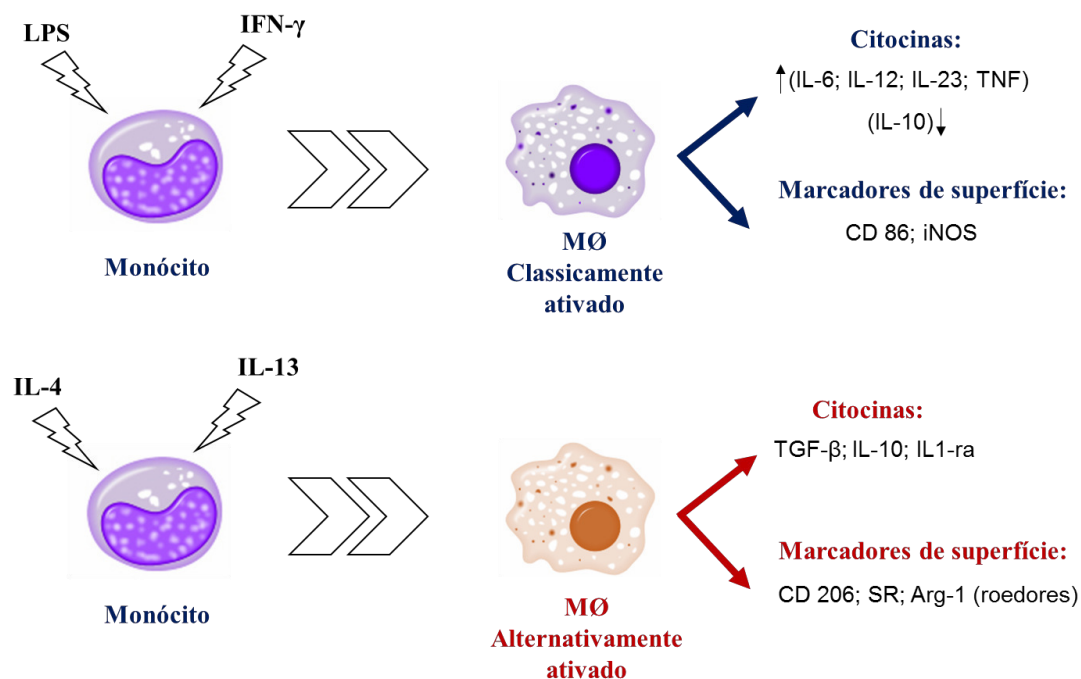 LPS
IFN-γ
Monócito
MØ
Classicamente
ativado
Citocinas:
(IL-6; IL-12; IL-23; TNF)
(IL-10)
Marcadores de superfície:
CD 86; iNOS
IL-4
IL-13
Monócito
MØ
Alternativamente
ativado
Citocinas:
TGF-β; IL-10; IL1-ra
Marcadores de superfície:
CD 206; SR; Arg-1 (roedores)